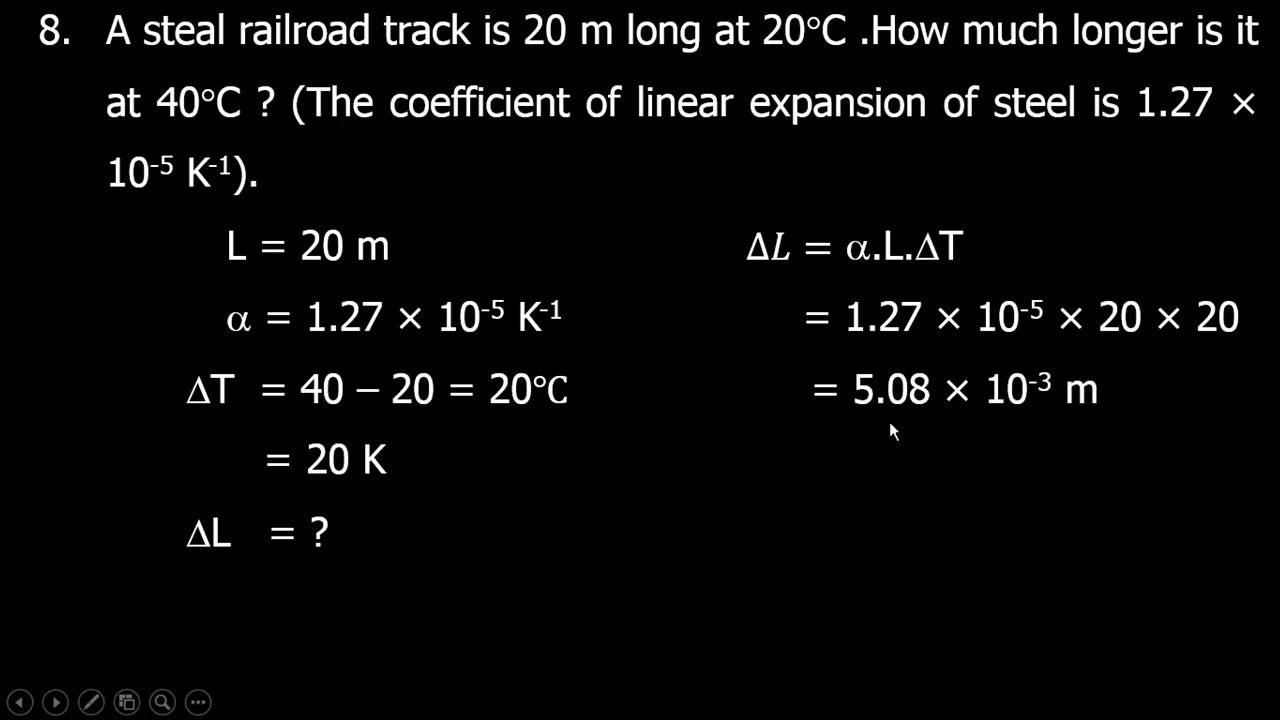 8. A steal railroad track is 20 m long at 20°C .How much longer is it
at 40°C ? (The coefficient of linear expansion of steel is 1.27 ×
10⁻⁵ K⁻¹).
L = 20 m
α = 1.27 × 10⁻⁵ K⁻¹
ΔT = 40 – 20 = 20°C
= 20 K
ΔL = ?
ΔL = α.L.ΔT
= 1.27 × 10⁻⁵ × 20 × 20
= 5.08 × 10⁻³ m